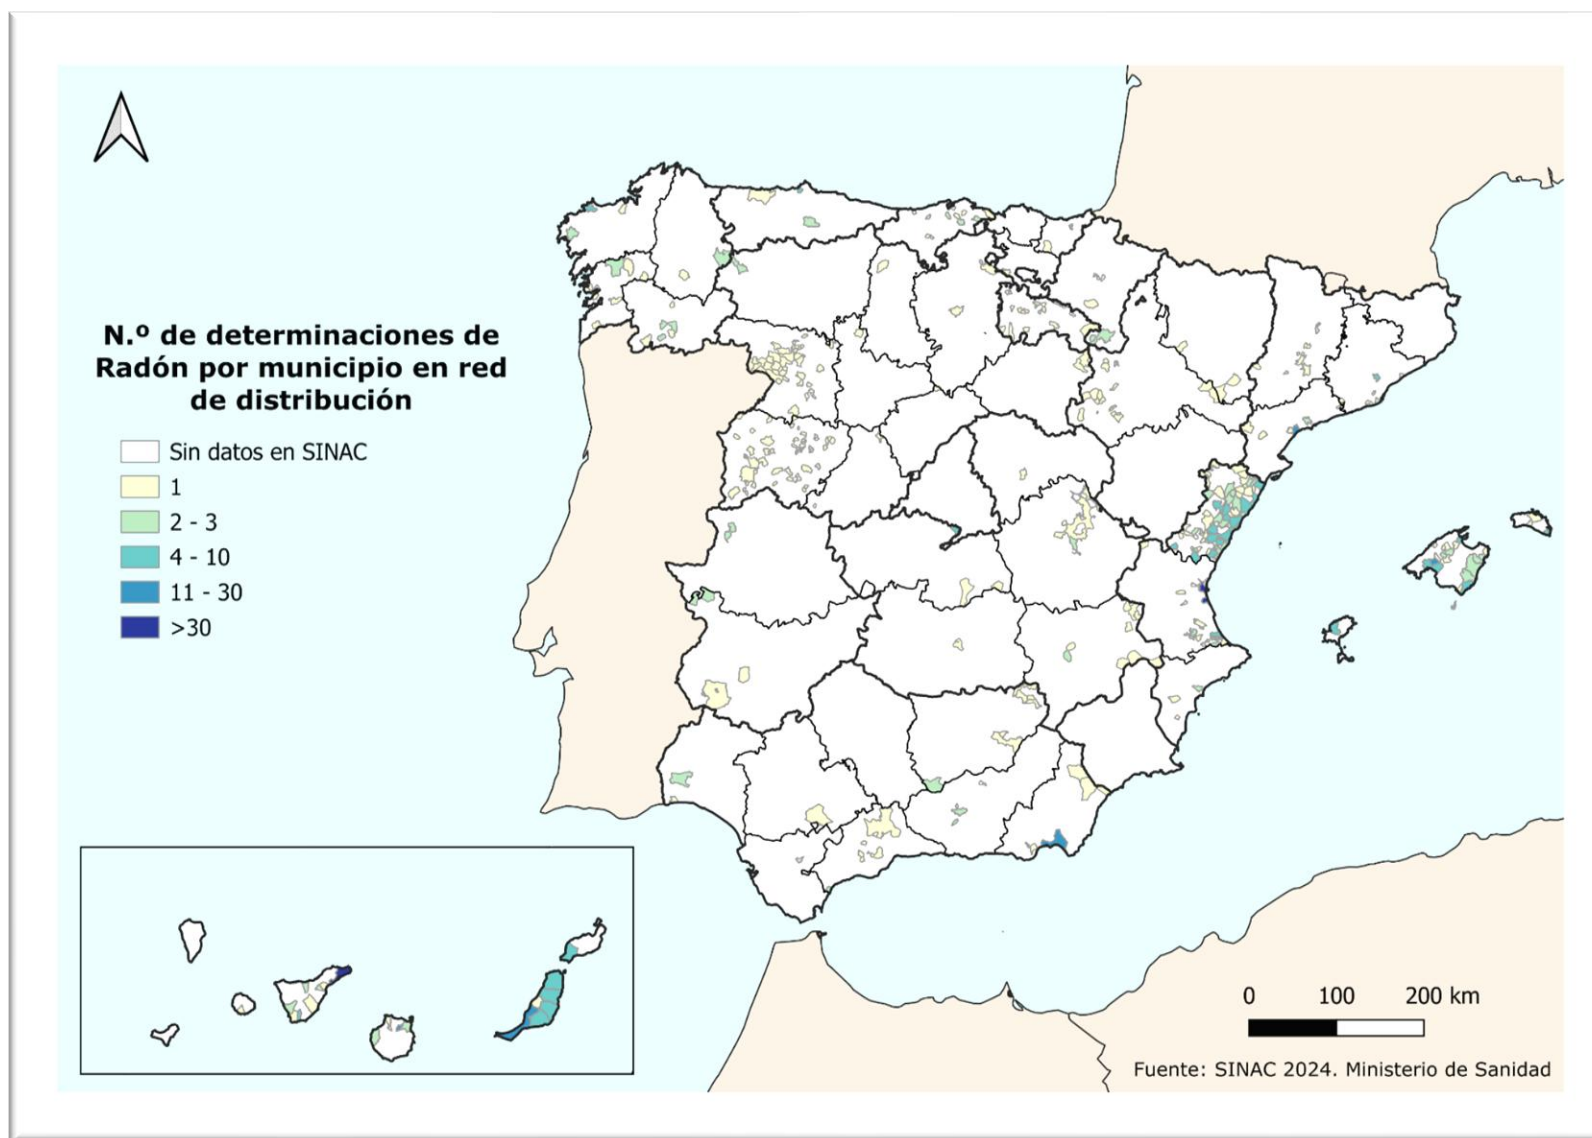 N.º de determinaciones de
Radón por municipio en red
de distribución
Sin datos en SINAC
1
2 - 3
4 - 10
11 - 30
>30
0 100 200 km
Fuente: SINAC 2024. Ministerio de Sanidad